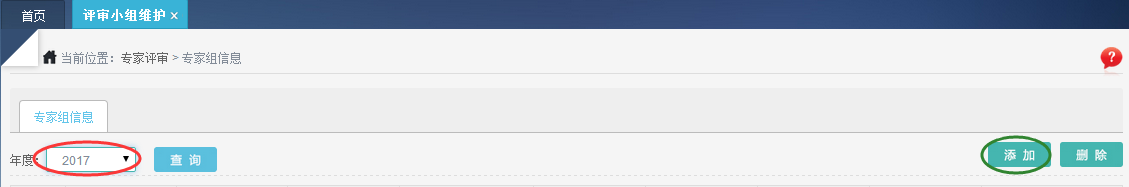 首页 评审小组维护 ×
当前位置：专家评审 > 专家组信息 ?
专家组信息
年度： 2017 查 询 添 加 删 除